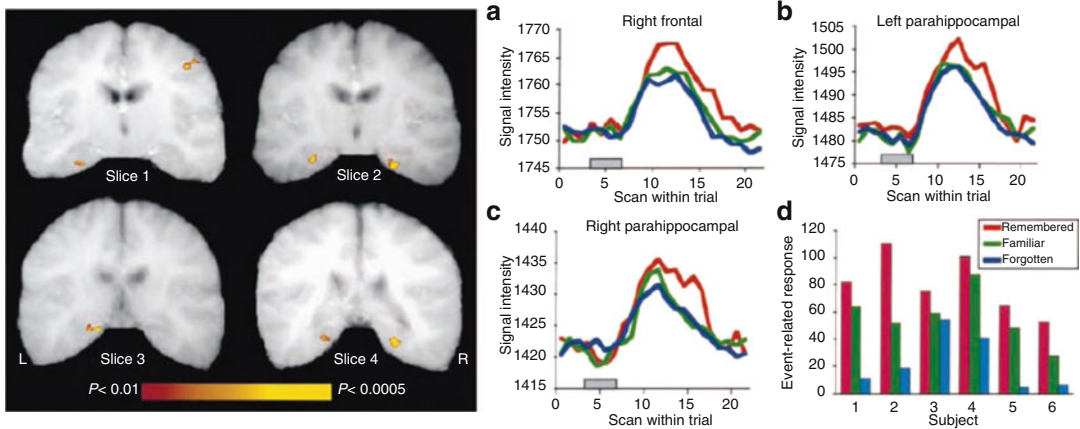 Slice 1
Slice 2
Slice 3
Slice 4
L
R
P< 0.01
P< 0.0005
a
Right frontal
Signal intensity
1770
1765
1760
1755
1750
1745
0 5 10 15 20
Scan within trial
b
Left parahippocampal
Signal intensity
1505
1500
1495
1490
1485
1480
1475
0 5 10 15 20
Scan within trial
c
Right parahippocampal
Signal intensity
1440
1435
1430
1425
1420
1415
0 5 10 15 20
Scan within trial
d
Remembered
Familiar
Forgotten
Event-related response
120
100
80
60
40
20
0
1 2 3 4 5 6
Subject